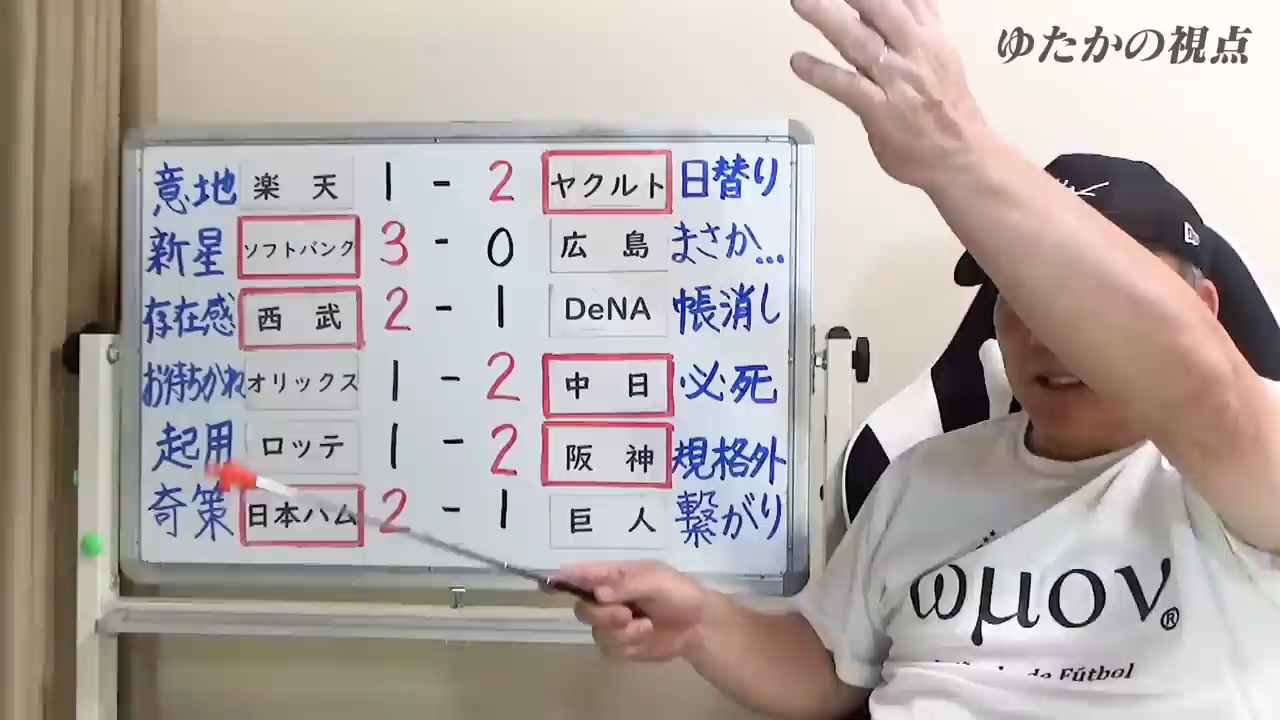 ゆたかの視点
意地 楽天 1 - 2 ヤクルト 日替り
新星 ソフトバンク 3 - 0 広島 まさか...
存在感 西武 2 - 1 DeNA 帳消し
お待ちかね オリックス 1 - 2 中日 必死
起用 ロッテ 1 - 2 阪神 規格外
奇策 日本ハム 2 - 1 巨人 繋がり
ωμον®
de Fútbol